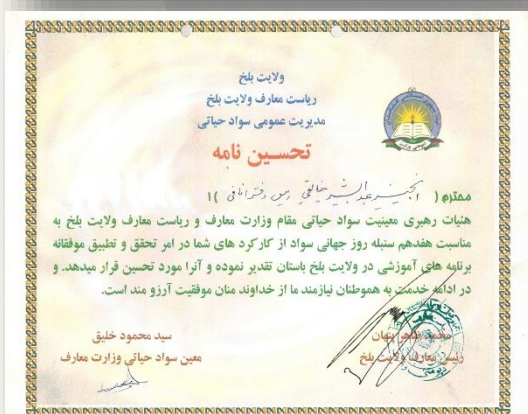 ولایت بلخ
ریاست معارف ولایت بلخ
مدیریت عمومی سواد حیاتی
تحسین نامه
محترم ( انجنیر عبدالبشیر خالقی )!
هئیات رهبری معینیت سواد حیاتی مقام وزارت معارف و ریاست معارف ولایت بلخ به
مناسبت هفدهم سنبله روز جهانی سواد از کارکرد های شما در امر تحقق و تطبیق موفقانه
برنامه های آموزشی در ولایت بلخ باستان تقدیر نموده و آنرا مورد تحسین قرار میدهد. و
در ادامه خدمت به هموطنان نیازمند ما از خداوند منان موفقیت آرزو مند است.
محمد طاهر پنهان
رئیس معارف ولایت بلخ
سید محمود خلیق
معین سواد حیاتی وزارت معارف